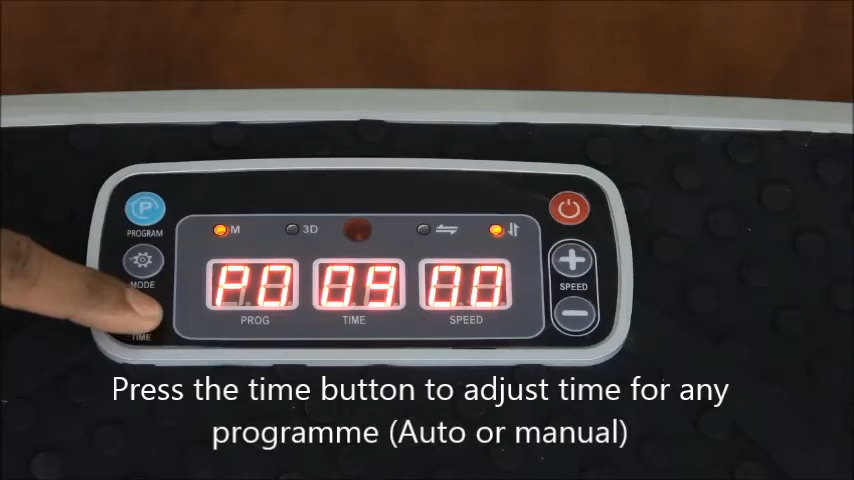 P
PROGRAM
MODE
TIME
M
3D
P0
09
00
PROG
TIME
SPEED
SPEED
Press the time button to adjust time for any
programme (Auto or manual)